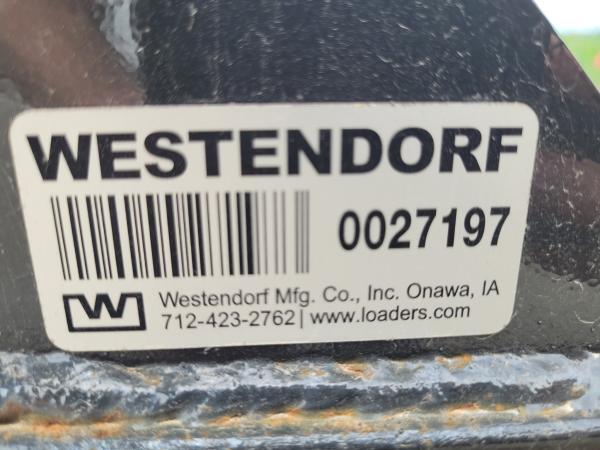 WESTENDORF
0027197
W
Westendorf Mfg. Co., Inc. Onawa, IA
712-423-2762| www.loaders.com